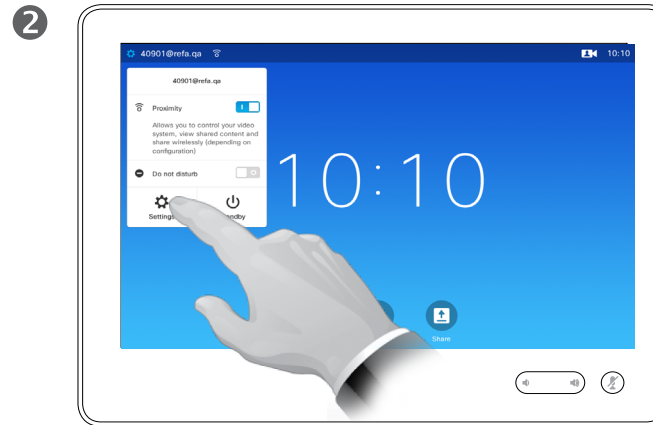 2
40901@refa.qa
10:10
40901@refa.qa
Proximity
Allows you to control your video
system, view shared content and
share wirelessly (depending on
configuration)
Do not disturb
Settings
10:10
Share